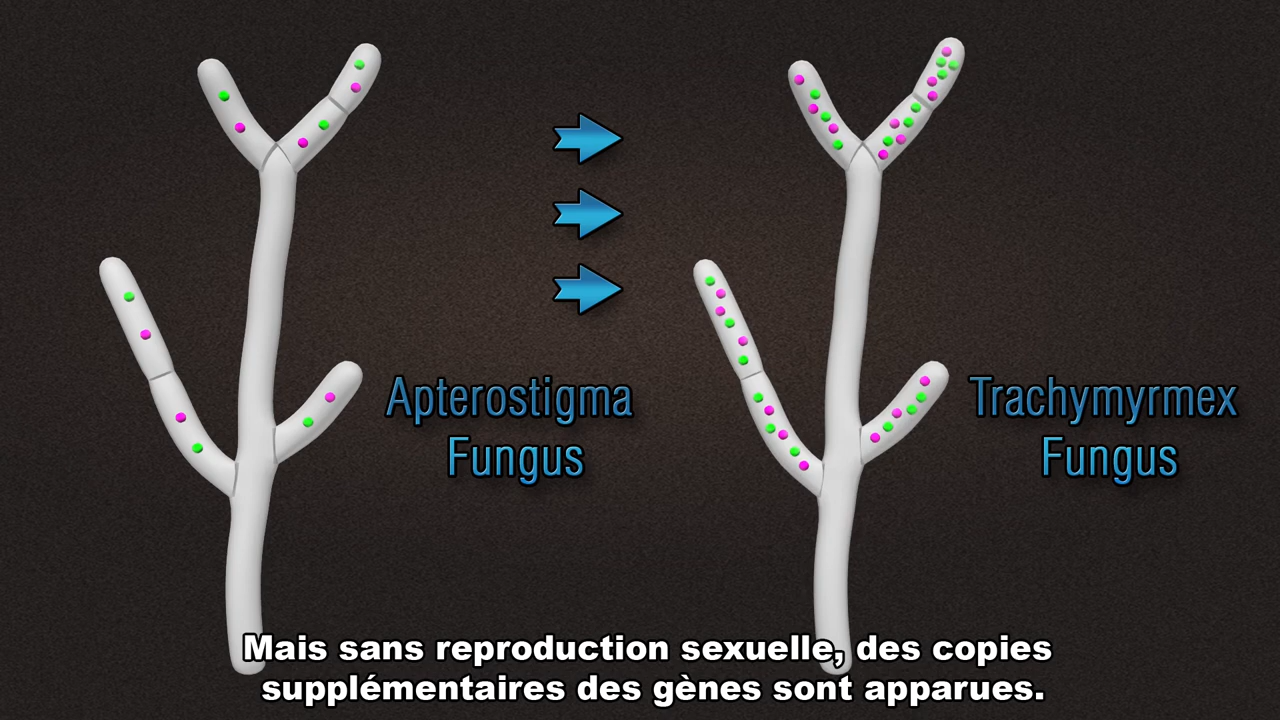 Apterostigma
Fungus
Trachymyrmex
Fungus
Mais sans reproduction sexuelle, des copies
supplémentaires des gènes sont apparues.